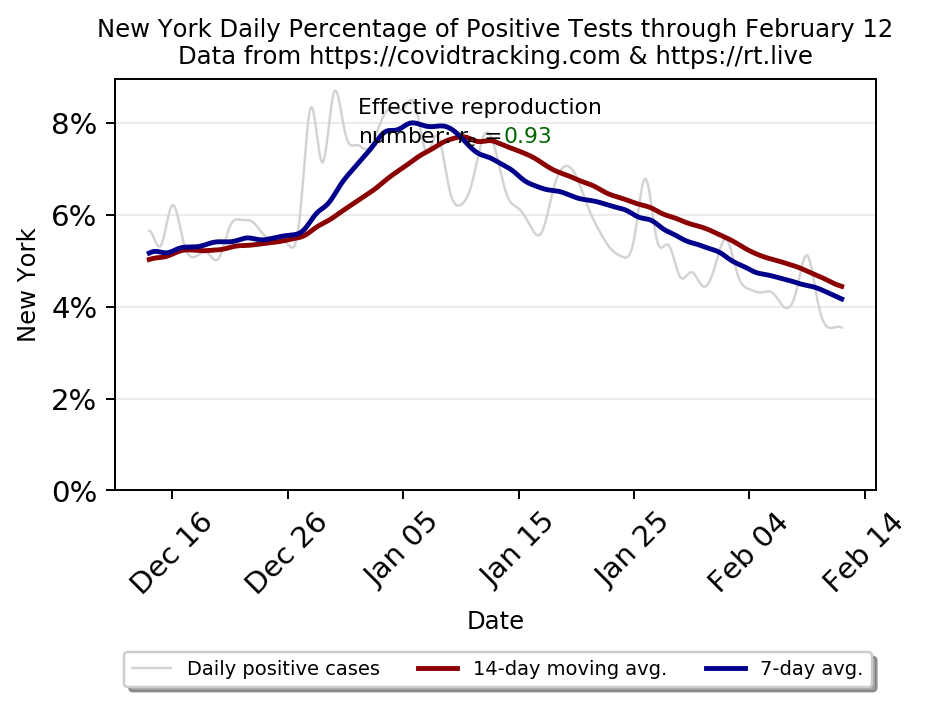 New York Daily Percentage of Positive Tests through February 12
Data from https://covidtracking.com & https://rt.live
Effective reproduction
number: rₜ =0.93
8%
6%
4%
2%
0%
New York
Dec 16
Dec 26
Jan 05
Jan 15
Jan 25
Feb 04
Feb 14
Date
Daily positive cases
14-day moving avg.
7-day avg.